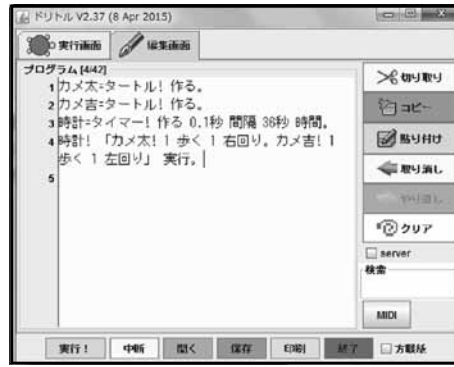 ドリトル V2.37 (8 Apr 2015)
実行画面 編集画面
プログラム [4/42]
1 カメ太=タートル! 作る。
2 カメ吉=タートル! 作る。
3 時計=タイマー! 作る 0.1秒 間隔 36秒 時間。
4 時計! 「カメ太! 1 歩く 1 右回り。カメ吉! 1
歩く 1 左回り」 実行。
5
切り取り
コピー
貼り付け
取り消し
やり直し
クリア
server
検索
MIDI
実行! 中断 開く 保存 印刷 終了 方眼紙